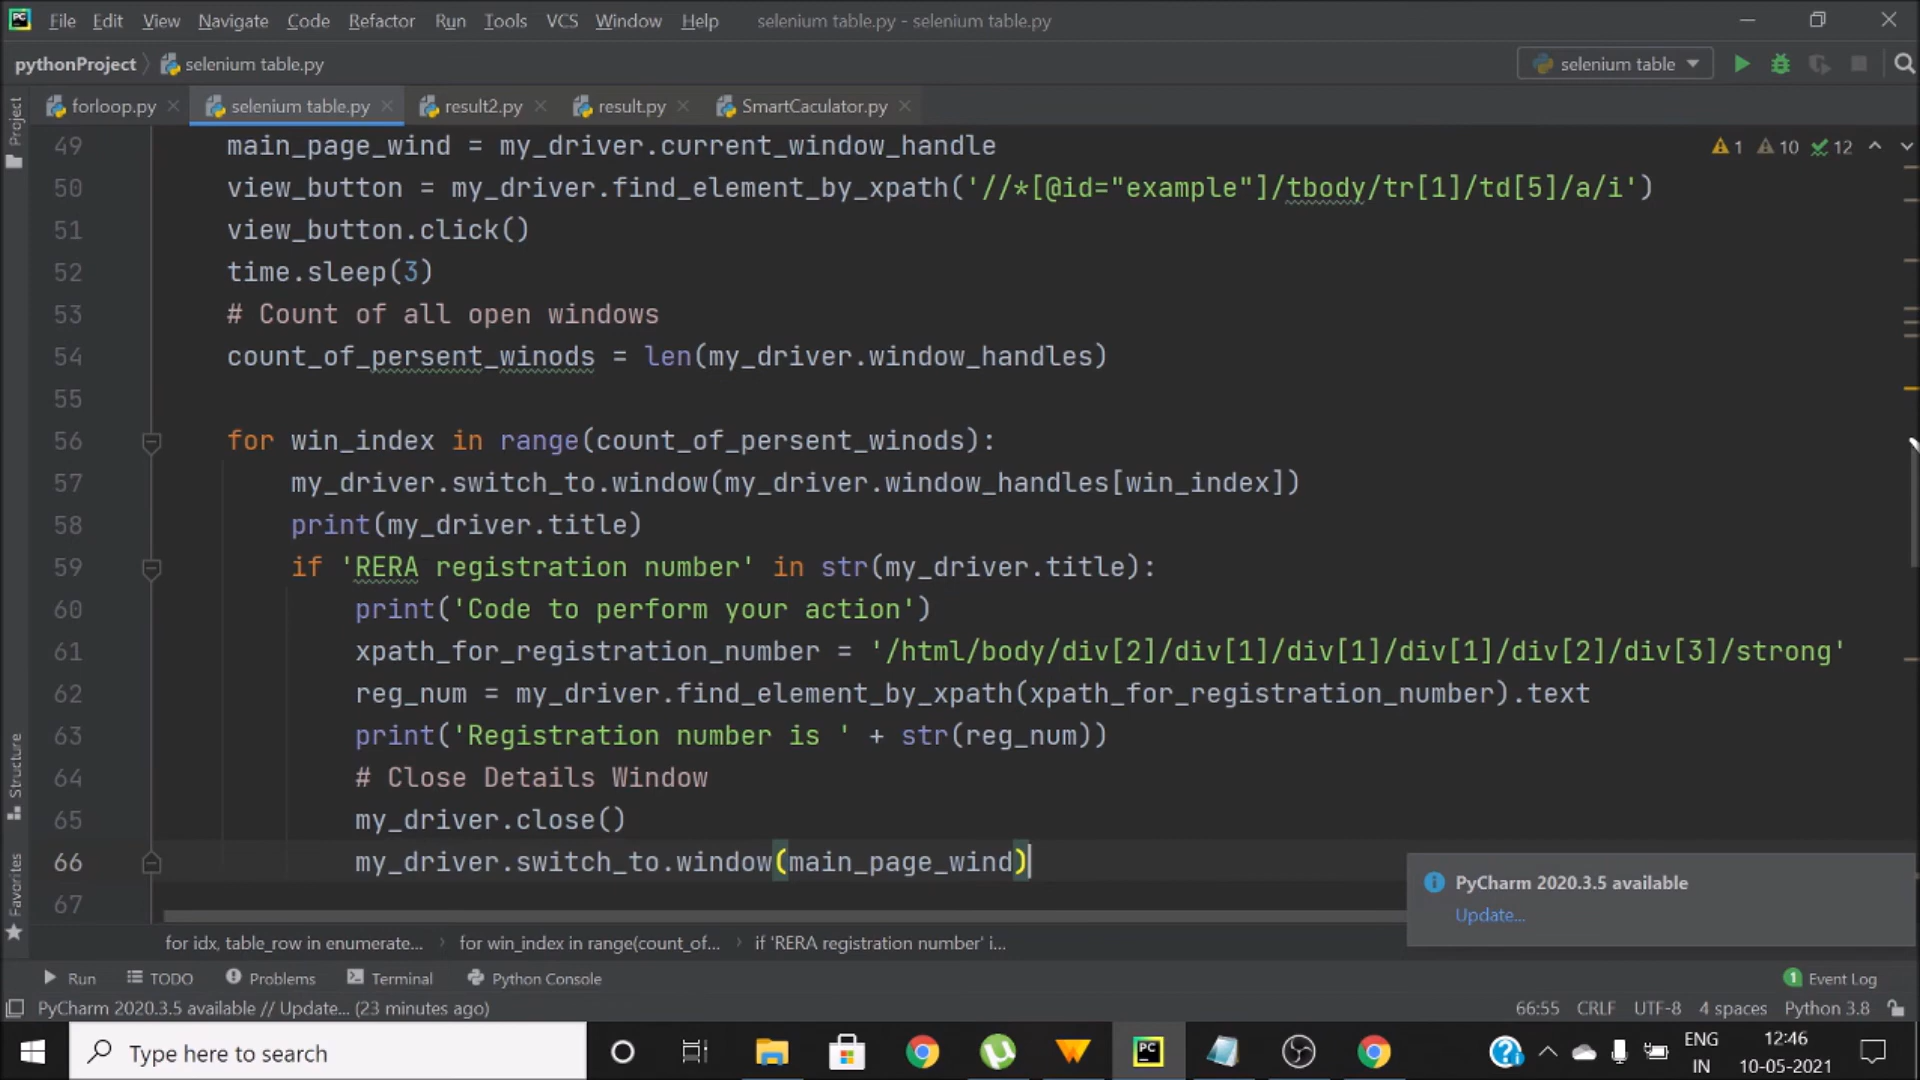 PC File Edit View Navigate Code Refactor Run Tools VCS Window Help selenium table.py - selenium table.py
pythonProject selenium table.py selenium table
forloop.py selenium table.py result2.py result.py SmartCaculator.py
Project
49 main_page_wind = my_driver.current_window_handle
1 10 12
50 view_button = my_driver.find_element_by_xpath('//*[@id="example"]/tbody/tr[1]/td[5]/a/i')
51 view_button.click()
52 time.sleep(3)
53 # Count of all open windows
54 count_of_persent_winods = len(my_driver.window_handles)
55
56 for win_index in range(count_of_persent_winods):
57 my_driver.switch_to.window(my_driver.window_handles[win_index])
58 print(my_driver.title)
59 if 'RERA registration number' in str(my_driver.title):
60 print('Code to perform your action')
61 xpath_for_registration_number = '/html/body/div[2]/div[1]/div[1]/div[1]/div[2]/div[3]/strong'
62 reg_num = my_driver.find_element_by_xpath(xpath_for_registration_number).text
63 print('Registration number is ' + str(reg_num))
64 # Close Details Window
65 my_driver.close()
66 my_driver.switch_to.window(main_page_wind)
67
Structure
Favorites
PyCharm 2020.3.5 available
Update...
for idx, table_row in enumerate... for win_index in range(count_of... if 'RERA registration number' i...
Run TODO Problems Terminal Python Console 1 Event Log
PyCharm 2020.3.5 available // Update... (23 minutes ago) 66:55 CRLF UTF-8 4 spaces Python 3.8
Type here to search
PC
ENG
IN
12:46
10-05-2021